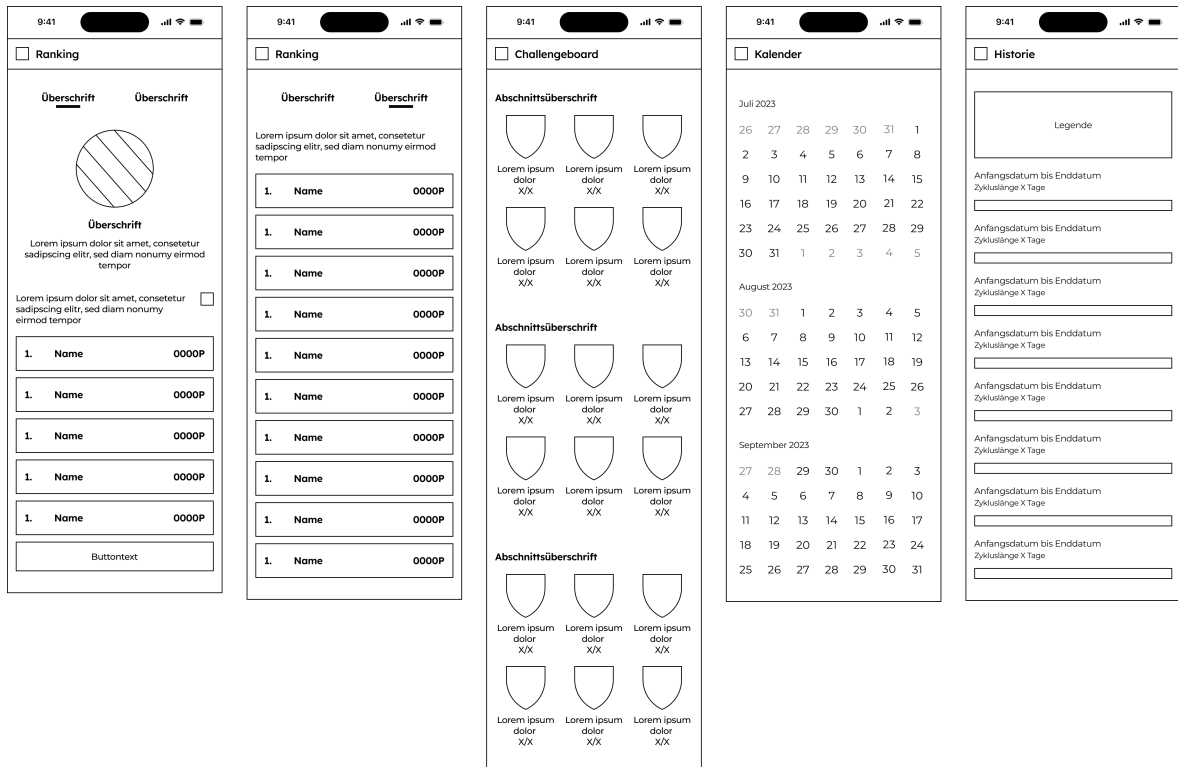 9:41
Ranking
Überschrift Überschrift
Überschrift
Lorem ipsum dolor sit amet, consetetur
sadipscing elitr, sed diam nonumy eirmod
tempor
Lorem ipsum dolor sit amet, consetetur
sadipscing elitr, sed diam nonumy
eirmod tempor
1. Name 0000P
1. Name 0000P
1. Name 0000P
1. Name 0000P
1. Name 0000P
Buttontext
9:41
Ranking
Überschrift Überschrift
Lorem ipsum dolor sit amet, consetetur
sadipscing elitr, sed diam nonumy eirmod
tempor
1. Name 0000P
1. Name 0000P
1. Name 0000P
1. Name 0000P
1. Name 0000P
1. Name 0000P
1. Name 0000P
1. Name 0000P
1. Name 0000P
1. Name 0000P
9:41
Challengeboard
Abschnittsüberschrift
Lorem ipsum Lorem ipsum Lorem ipsum
dolor dolor dolor
X/X X/X X/X
Lorem ipsum Lorem ipsum Lorem ipsum
dolor dolor dolor
X/X X/X X/X
Abschnittsüberschrift
Lorem ipsum Lorem ipsum Lorem ipsum
dolor dolor dolor
X/X X/X X/X
Lorem ipsum Lorem ipsum Lorem ipsum
dolor dolor dolor
X/X X/X X/X
Abschnittsüberschrift
Lorem ipsum Lorem ipsum Lorem ipsum
dolor dolor dolor
X/X X/X X/X
Lorem ipsum Lorem ipsum Lorem ipsum
dolor dolor dolor
X/X X/X X/X
9:41
Kalender
Juli 2023
26 27 28 29 30 31 1
2 3 4 5 6 7 8
9 10 11 12 13 14 15
16 17 18 19 20 21 22
23 24 25 26 27 28 29
30 31 1 2 3 4 5
August 2023
30 31 1 2 3 4 5
6 7 8 9 10 11 12
13 14 15 16 17 18 19
20 21 22 23 24 25 26
27 28 29 30 1 2 3
September 2023
27 28 29 30 1 2 3
4 5 6 7 8 9 10
11 12 13 14 15 16 17
18 19 20 21 22 23 24
25 26 27 28 29 30 31
9:41
Historie
Legende
Anfangsdatum bis Enddatum
Zykluslänge X Tage
Anfangsdatum bis Enddatum
Zykluslänge X Tage
Anfangsdatum bis Enddatum
Zykluslänge X Tage
Anfangsdatum bis Enddatum
Zykluslänge X Tage
Anfangsdatum bis Enddatum
Zykluslänge X Tage
Anfangsdatum bis Enddatum
Zykluslänge X Tage
Anfangsdatum bis Enddatum
Zykluslänge X Tage
Anfangsdatum bis Enddatum
Zykluslänge X Tage